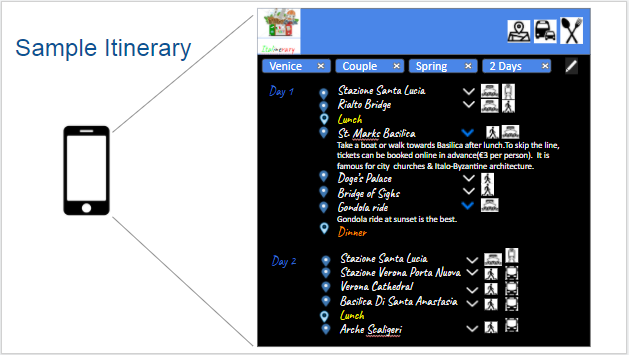 Sample Itinerary
Italinerary
Venice × Couple × Spring × 2 Days ×
Day 1
Stazione Santa Lucia
Rialto Bridge
Lunch
St. Marks Basilica
Take a boat or walk towards Basilica after lunch.To skip the line,
tickets can be booked online in advance(€3 per person). It is
famous for city churches & Italo-Byzantine architecture.
Doge's Palace
Bridge of Sighs
Gondola ride
Gondola ride at sunset is the best.
Dinner
Day 2
Stazione Santa Lucia
Stazione Verona Porta Nuova
Verona Cathedral
Basilica Di Santa Anastasia
Lunch
Arche Scaligeri